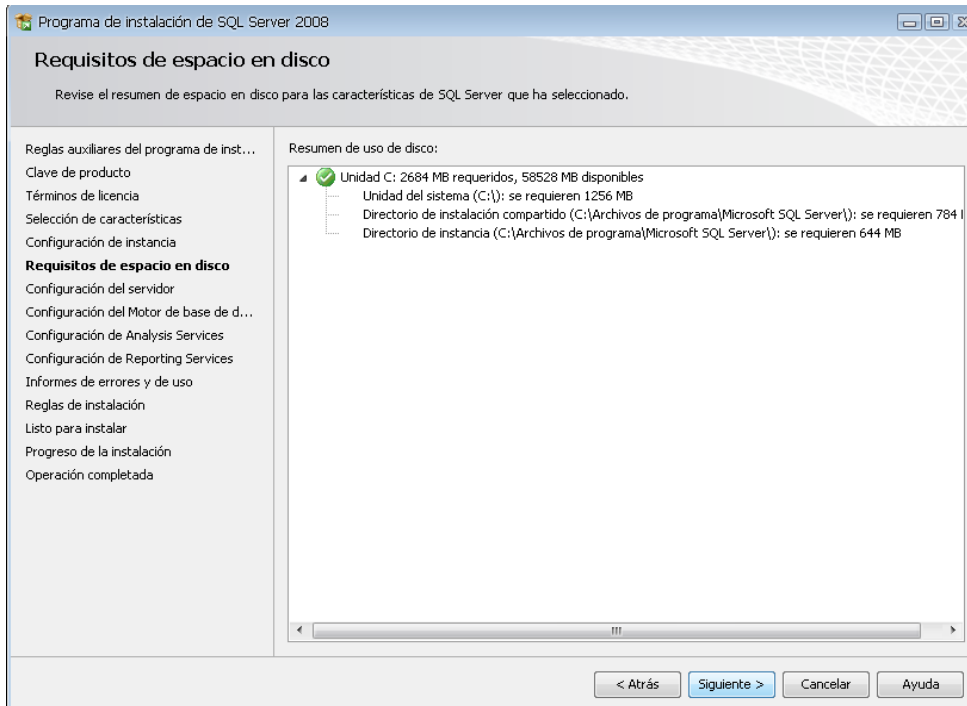 Programa de instalación de SQL Server 2008
Requisitos de espacio en disco
Revise el resumen de espacio en disco para las características de SQL Server que ha seleccionado.
Reglas auxiliares del programa de inst...
Clave de producto
Términos de licencia
Selección de características
Configuración de instancia
Requisitos de espacio en disco
Configuración del servidor
Configuración del Motor de base de d...
Configuración de Analysis Services
Configuración de Reporting Services
Informes de errores y de uso
Reglas de instalación
Listo para instalar
Progreso de la instalación
Operación completada
Resumen de uso de disco:
Unidad C: 2684 MB requeridos, 58528 MB disponibles
Unidad del sistema (C:\): se requieren 1256 MB
Directorio de instalación compartido (C:\Archivos de programa\Microsoft SQL Server\): se requieren 784
Directorio de instancia (C:\Archivos de programa\Microsoft SQL Server\): se requieren 644 MB
< Atrás
Siguiente >
Cancelar
Ayuda